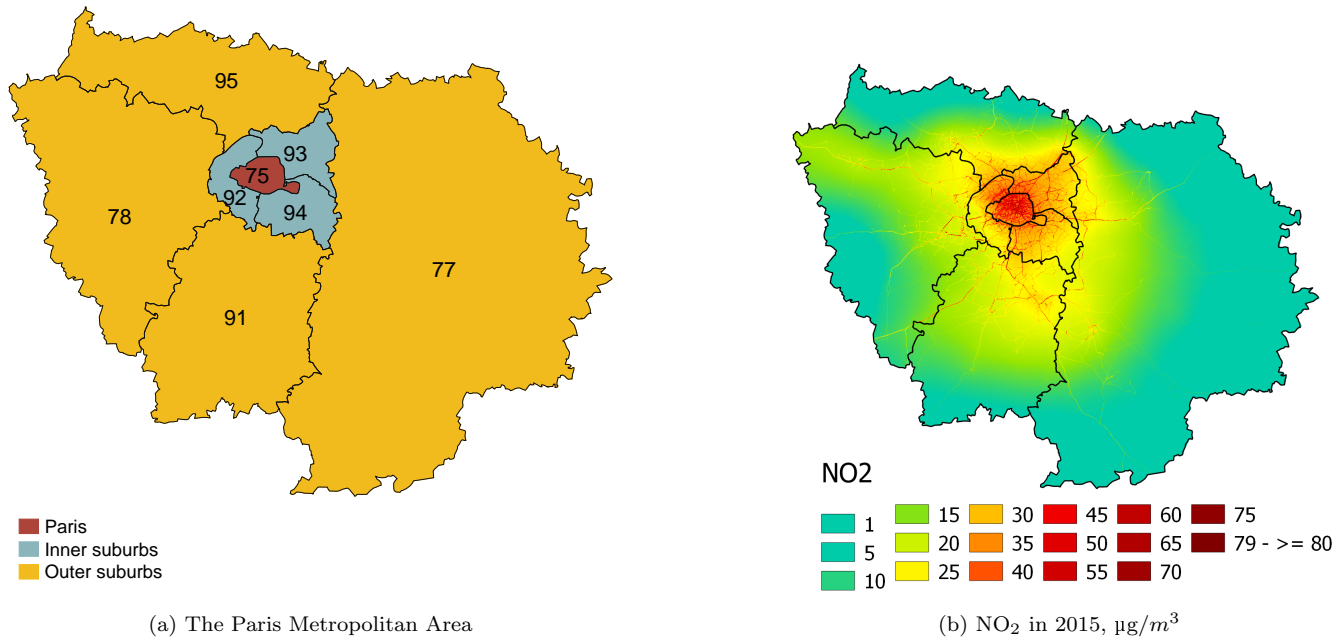 95
93
75
92
94
78
77
91
Paris
Inner suburbs
Outer suburbs
(a) The Paris Metropolitan Area
NO2
1 15 30 45 60 75
5 20 35 50 65 79 - >= 80
10 25 40 55 70
(b) NO₂ in 2015, µg/m³